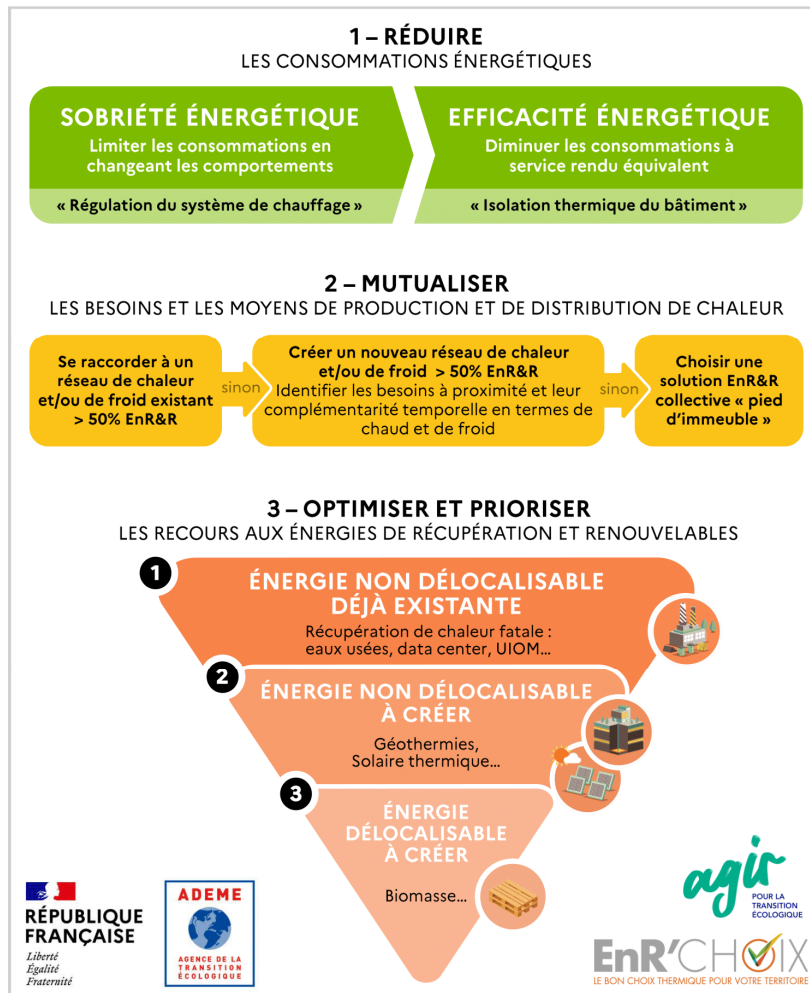 1 – RÉDUIRE
LES CONSOMMATIONS ÉNERGÉTIQUES
SOBRIÉTÉ ÉNERGÉTIQUE
Limiter les consommations en
changeant les comportements
« Régulation du système de chauffage »
EFFICACITÉ ÉNERGÉTIQUE
Diminuer les consommations à
service rendu équivalent
« Isolation thermique du bâtiment »
2 – MUTUALISER
LES BESOINS ET LES MOYENS DE PRODUCTION ET DE DISTRIBUTION DE CHALEUR
Se raccorder à un
réseau de chaleur
et/ou de froid existant
> 50% EnR&R
sinon
Créer un nouveau réseau de chaleur
et/ou de froid > 50% EnR&R
Identifier les besoins à proximité et leur
complémentarité temporelle en termes de
chaud et de froid
sinon
Choisir une
solution EnR&R
collective « pied
d’immeuble »
3 – OPTIMISER ET PRIORISER
LES RECOURS AUX ÉNERGIES DE RÉCUPÉRATION ET RENOUVELABLES
1
ÉNERGIE NON DÉLOCALISABLE
DÉJÀ EXISTANTE
Récupération de chaleur fatale :
eaux usées, data center, UIOM...
2
ÉNERGIE NON DÉLOCALISABLE
À CRÉER
Géothermies,
Solaire thermique...
3
ÉNERGIE
DÉLOCALISABLE
À CRÉER
Biomasse...
RÉPUBLIQUE
FRANÇAISE
Liberté
Égalité
Fraternité
ADEME
AGENCE DE LA
TRANSITION
ÉCOLOGIQUE
agir
POUR LA
TRANSITION
ÉCOLOGIQUE
EnR’CHOIX
LE BON CHOIX THERMIQUE POUR VOTRE TERRITOIRE